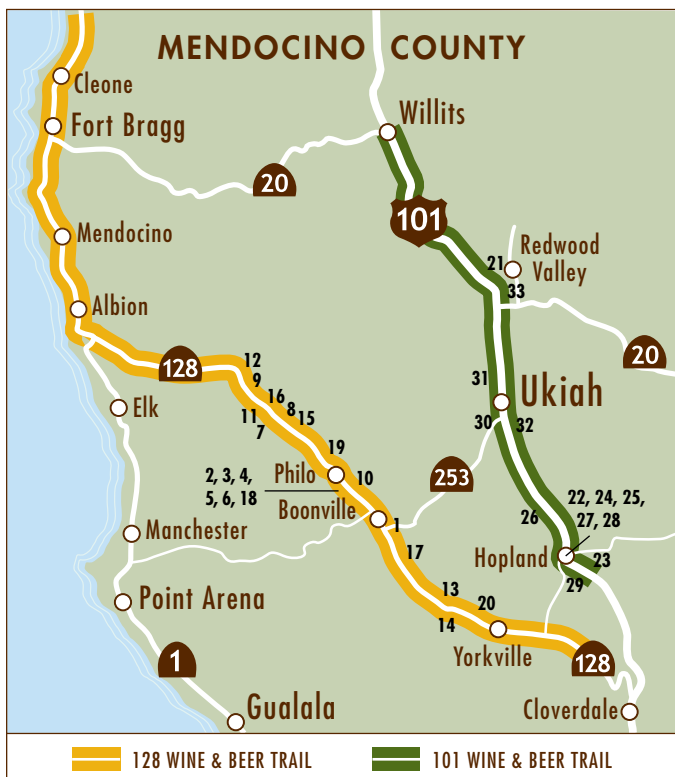 MENDOCINO COUNTY
Cleone
Fort Bragg
Willits
20
101
Mendocino
Redwood
Valley
21
33
Albion
128
12
9
16
8
11
7
15
20
31
Ukiah
Elk
30
32
19
2, 3, 4,
5, 6, 18
Philo
10
253
Boonville
22, 24, 25,
27, 28
26
1
Manchester
17
Hopland
23
29
Point Arena
13
20
14
1
Yorkville
128
Gualala
Cloverdale
128 WINE & BEER TRAIL
101 WINE & BEER TRAIL